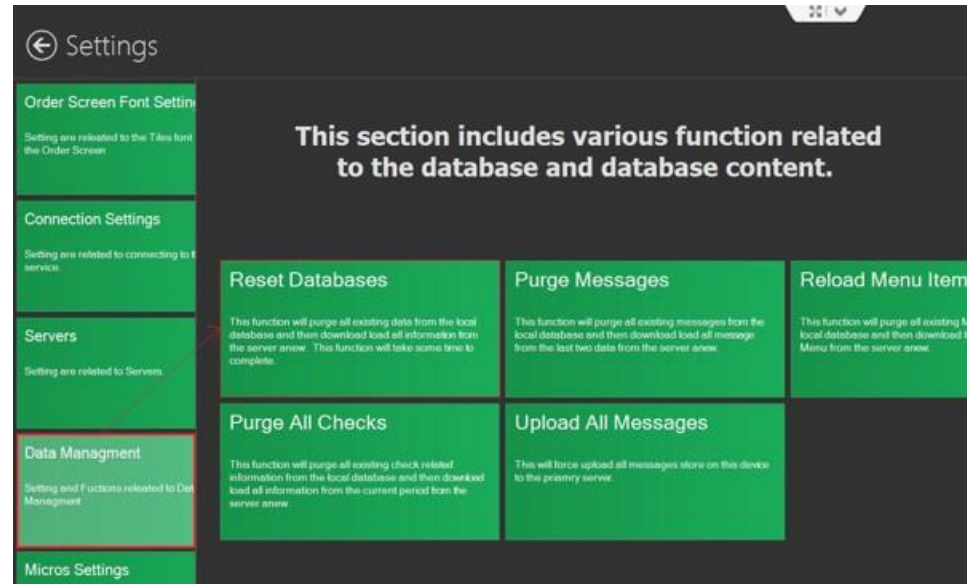 Settings
Order Screen Font Settin
Setting are releated to the Tiles font
the Order Screen
Connection Settings
Setting are related to connecting to t
service.
Servers
Setting are related to Servers.
Data Managment
Setting and Fuctions releated to Dat
Managment
Micros Settings
This section includes various function related
to the database and database content.
Reset Databases
This function will purge all existing data from the local
database and then download load all information from
the server anew. This function will take some time to
complete.
Purge Messages
This function will purge all existing messages from the
local database and then download load all message
from the last two data from the server anew.
Reload Menu Item
This function will purge all existing M
local database and then download l
Menu from the server anew.
Purge All Checks
This function will purge all existing check related
information from the local database and then download
load all information from the current period from the
server anew.
Upload All Messages
This will force upload all messages store on this device
to the priamry server.